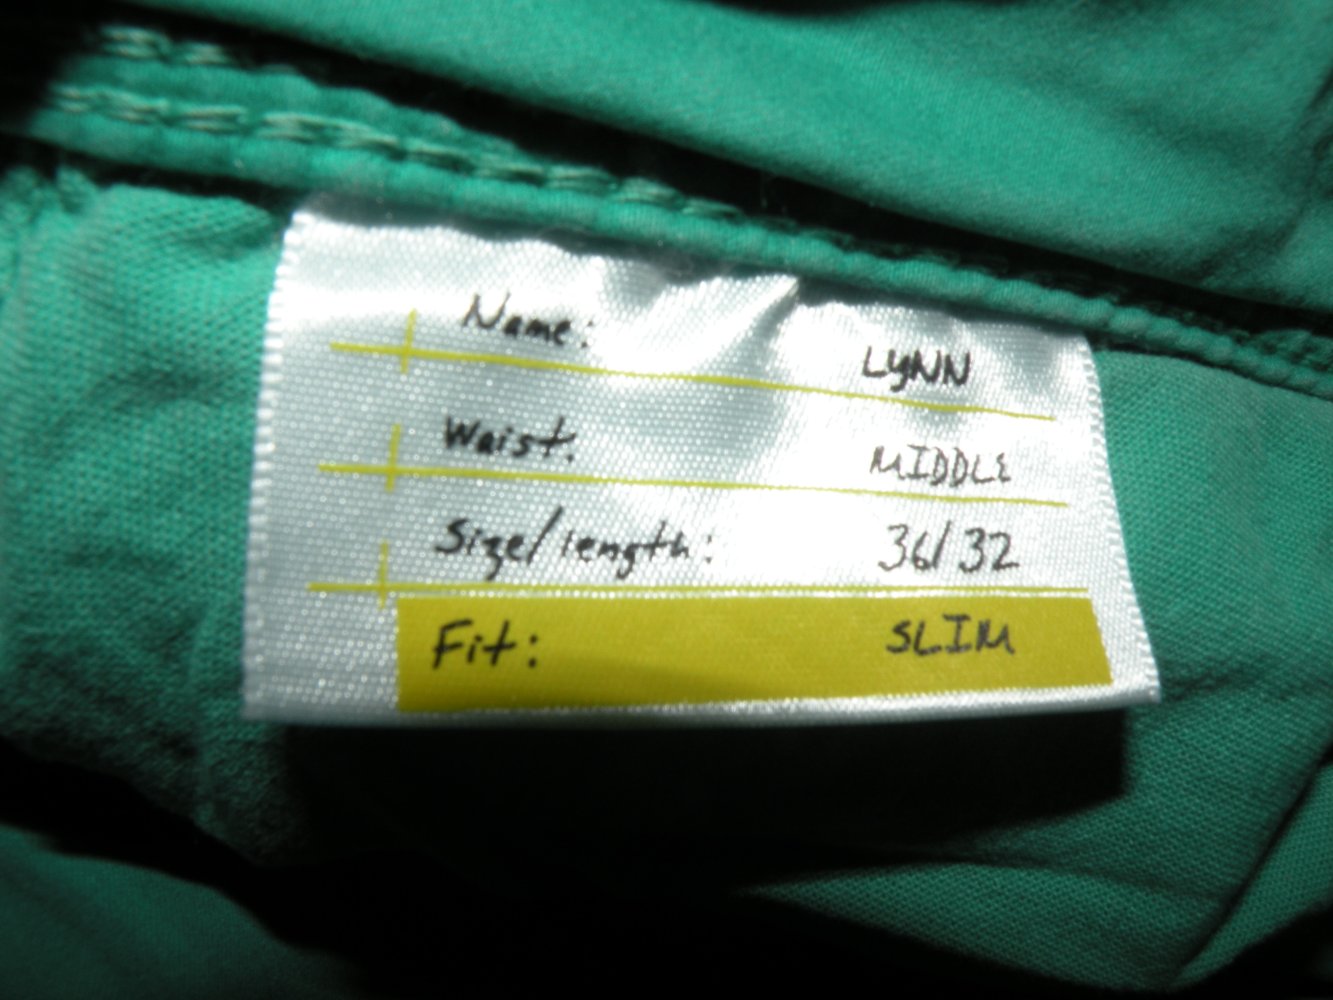 Name: LyNN
Waist: MIDDLE
Size/length: 36/32
Fit: SLIM